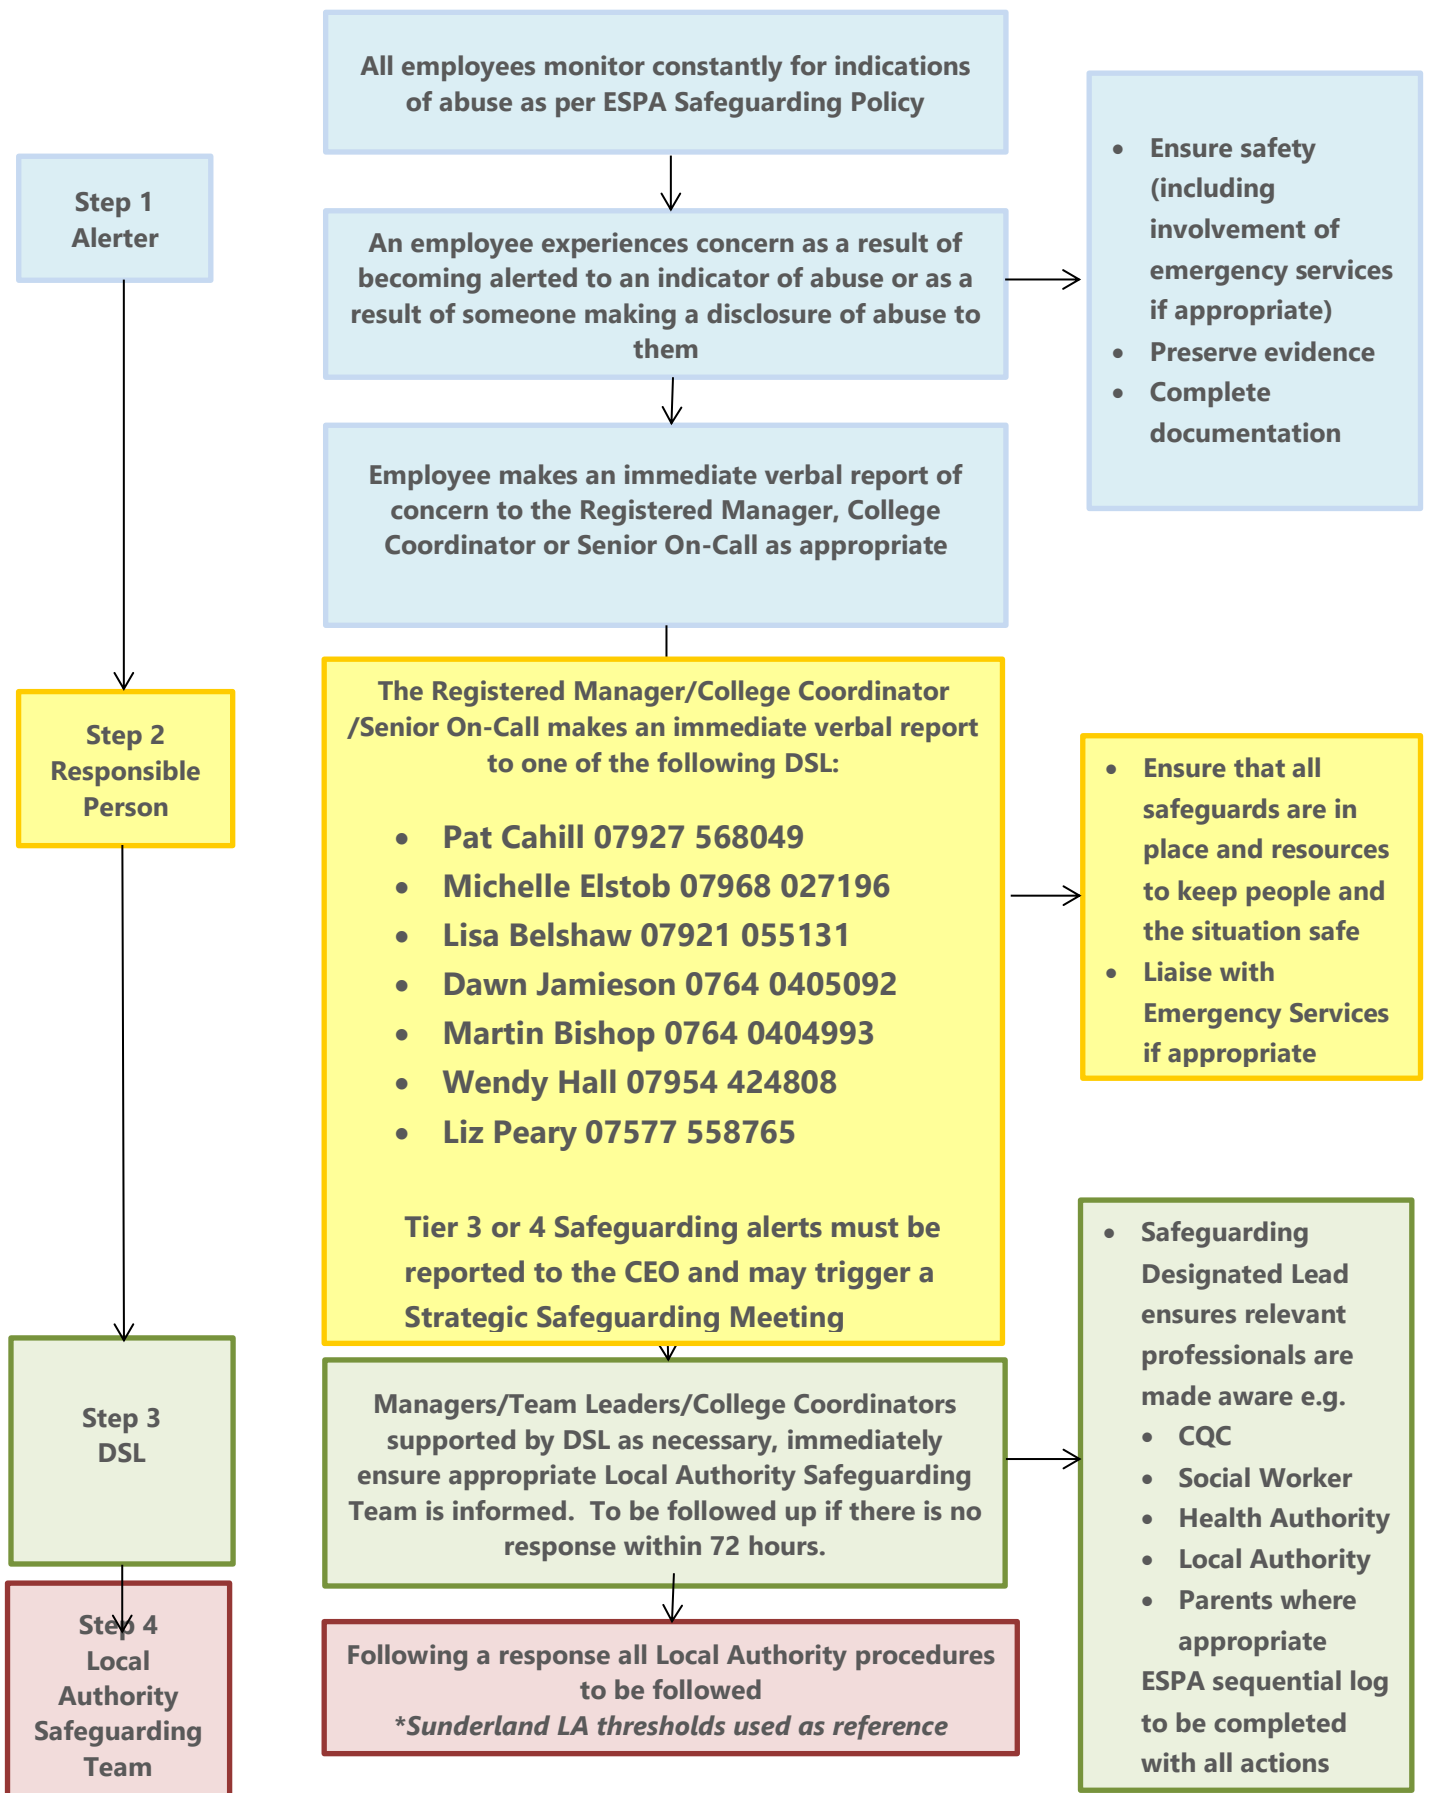 All employees monitor constantly for indications
of abuse as per ESPA Safeguarding Policy
Step 1
Alerter
An employee experiences concern as a result of
becoming alerted to an indicator of abuse or as a
result of someone making a disclosure of abuse to
them
• Ensure safety
(including
involvement of
emergency services
if appropriate)
• Preserve evidence
• Complete
documentation
Employee makes an immediate verbal report of
concern to the Registered Manager, College
Coordinator or Senior On-Call as appropriate
Step 2
Responsible
Person
The Registered Manager/College Coordinator
/Senior On-Call makes an immediate verbal report
to one of the following DSL:
• Pat Cahill 07927 568049
• Michelle Elstob 07968 027196
• Lisa Belshaw 07921 055131
• Dawn Jamieson 0764 0405092
• Martin Bishop 0764 0404993
• Wendy Hall 07954 424808
• Liz Peary 07577 558765
Tier 3 or 4 Safeguarding alerts must be
reported to the CEO and may trigger a
Strategic Safeguarding Meeting
• Ensure that all
safeguards are in
place and resources
to keep people and
the situation safe
• Liaise with
Emergency Services
if appropriate
Step 3
DSL
Managers/Team Leaders/College Coordinators
supported by DSL as necessary, immediately
ensure appropriate Local Authority Safeguarding
Team is informed.  To be followed up if there is no
response within 72 hours.
• Safeguarding
Designated Lead
ensures relevant
professionals are
made aware e.g.
• CQC
• Social Worker
• Health Authority
• Local Authority
• Parents where
appropriate
ESPA sequential log
to be completed
with all actions
Step 4
Local
Authority
Safeguarding
Team
Following a response all Local Authority procedures
to be followed
*Sunderland LA thresholds used as reference